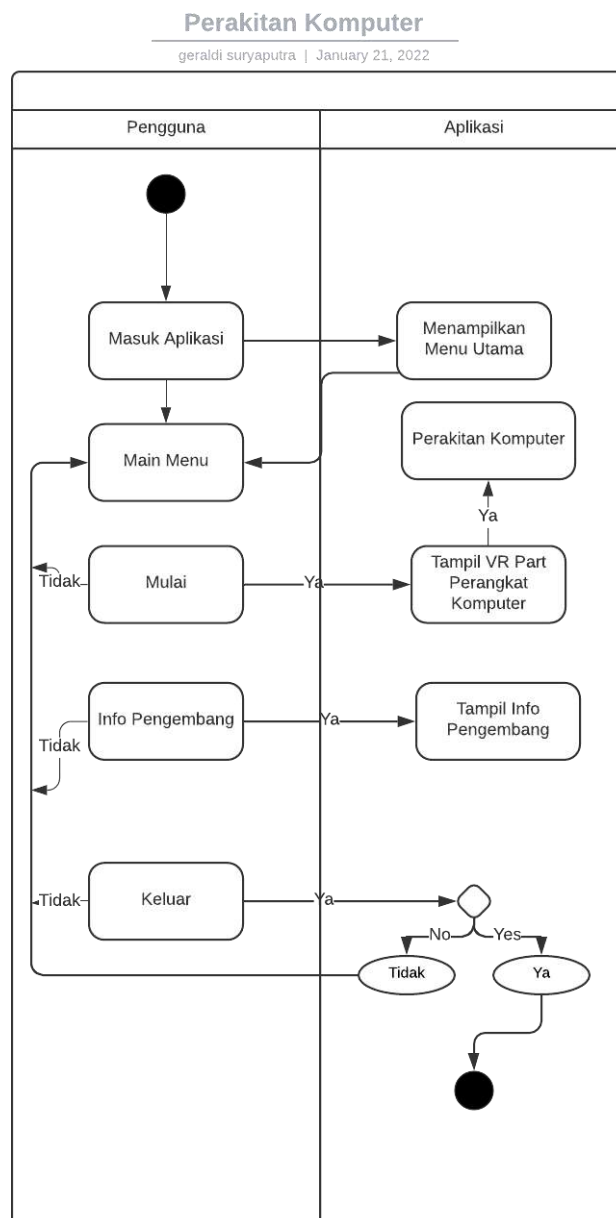 Perakitan Komputer
geraldi suryaputra | January 21, 2022
Pengguna
Aplikasi
Masuk Aplikasi
Menampilkan
Menu Utama
Main Menu
Perakitan Komputer
Ya
Tidak
Mulai
Ya
Tampil VR Part
Perangkat
Komputer
Tidak
Info Pengembang
Ya
Tampil Info
Pengembang
Tidak
Keluar
Ya
No
Yes
Tidak
Ya